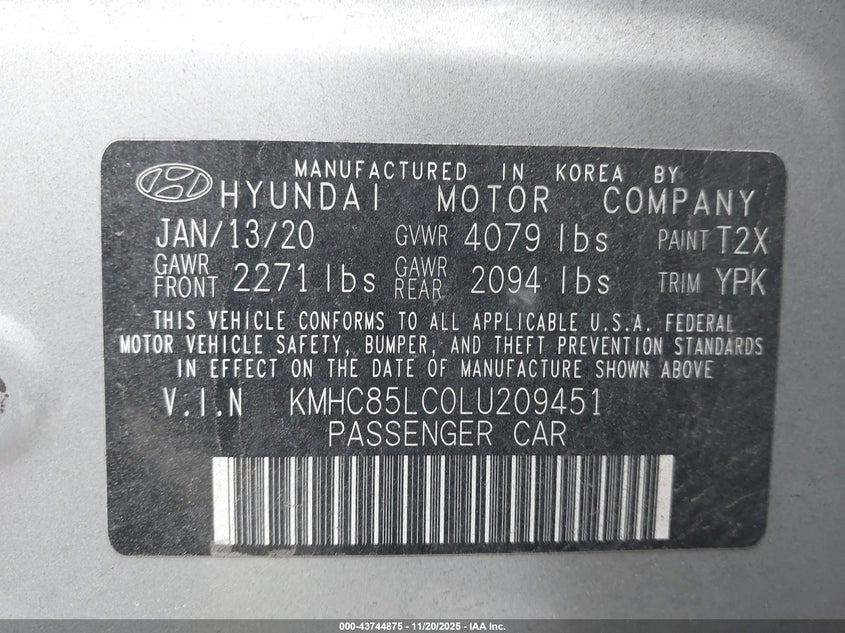 MANUFACTURED IN KOREA BY
HYUNDAI MOTOR COMPANY
JAN/13/20 GVWR 4079 lbs PAINT T2X
GAWR FRONT 2271 lbs GAWR REAR 2094 lbs TRIM YPK
THIS VEHICLE CONFORMS TO ALL APPLICABLE U.S.A. FEDERAL
MOTOR VEHICLE SAFETY, BUMPER, AND THEFT PREVENTION STANDARDS
IN EFFECT ON THE DATE OF MANUFACTURE SHOWN ABOVE
V.I.N KMHC85LC0LU209451
PASSENGER CAR
000-43744875 - 11/20/2025 - IAA Inc.